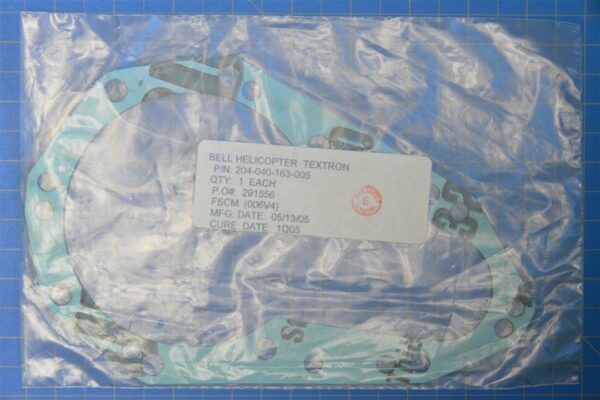 BELL HELICOPTER TEXTRON
P/N: 204-040-163-005
QTY: 1 EACH
P.O#: 291556
FSCM: (006V4)
MFG: DATE: 05/13/05
CURE: DATE: 1Q05
6